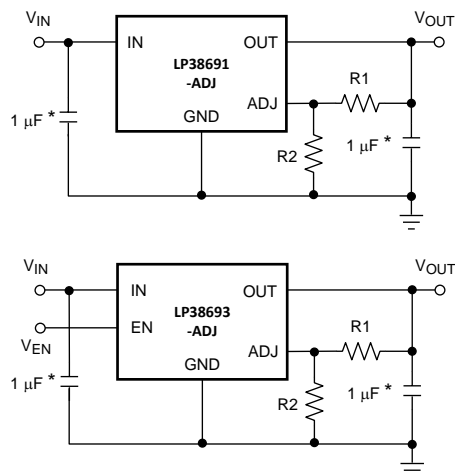 VIN
VOUT
IN
OUT
LP38691
-ADJ
R1
ADJ
1 µF *
GND
R2
1 µF *
VIN
VOUT
IN
OUT
LP38693
-ADJ
EN
R1
VEN
ADJ
GND
1 µF *
R2
1 µF *